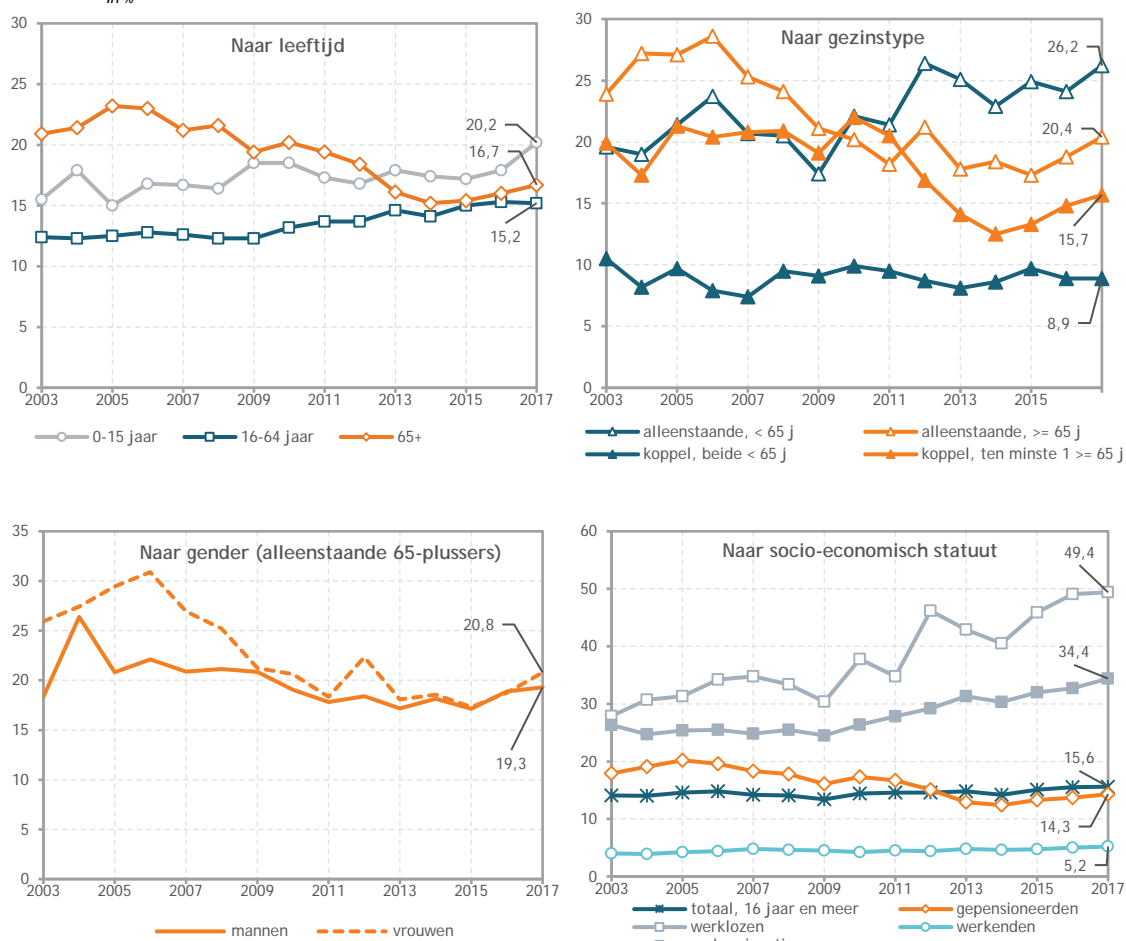 in %
Naar leeftijd
30
25
20
15
10
5
0
20,2
16,7
15,2
2003 2005 2007 2009 2011 2013 2015 2017
0-15 jaar 16-64 jaar 65+
Naar gezinstype
30
25
20
15
10
5
0
26,2
20,4
15,7
8,9
2003 2005 2007 2009 2011 2013 2015
alleenstaande, < 65 j alleenstaande, >= 65 j
koppel, beide < 65 j koppel, ten minste 1 >= 65 j
Naar gender (alleenstaande 65-plussers)
35
30
25
20
15
10
5
0
20,8
19,3
2003 2005 2007 2009 2011 2013 2015 2017
mannen vrouwen
Naar socio-economisch statuut
60
50
40
30
20
10
0
49,4
34,4
15,6
14,3
5,2
2003 2005 2007 2009 2011 2013 2015 2017
totaal, 16 jaar en meer gepensioneerden
werklozen werkenden